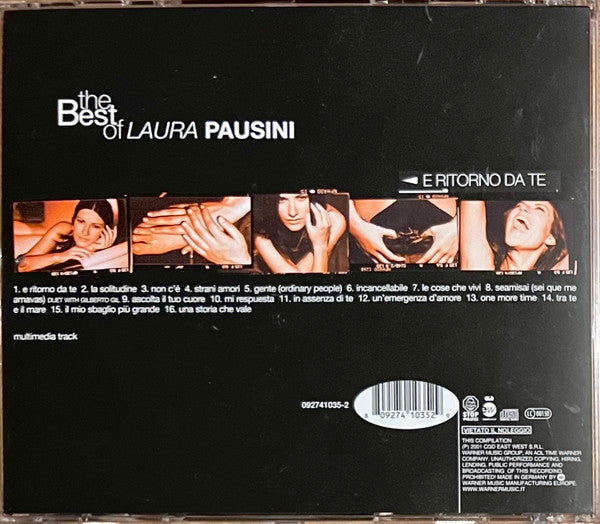 the
Best
of LAURA PAUSINI
E RITORNO DA TE
1. e ritorno da te 2. la solitudine 3. non c'é 4. strani amori 5. gente (ordinary people) 6. incancellabile 7. le cose che vivi 8. seamisai (sei que me
amavas) DUET WITH GILBERTO GIL 9. ascolta il tuo cuore 10. mi respuesta 11. in assenza di te 12. un'emergenza d'amore 13. one more time 14. tra te
e il mare 15. il mio sbaglio più grande 16. una storia che vale
multimedia track
092741035-2
8 09274 10352 9
STOP
LC 00150
VIETATO IL NOLEGGIO
THIS COMPILATION
(P) 2001 CGD EAST WEST S.R.L.
WARNER MUSIC GROUP, AN AOL TIME WARNER
COMPANY. UNAUTHORIZED COPYING, HIRING,
LENDING, PUBLIC PERFORMANCE AND
BROADCASTING OF THIS RECORDING
PROHIBITED! MADE IN GERMANY BY
WARNER MUSIC MANUFACTURING EUROPE.
WWW.WARNERMUSIC.IT